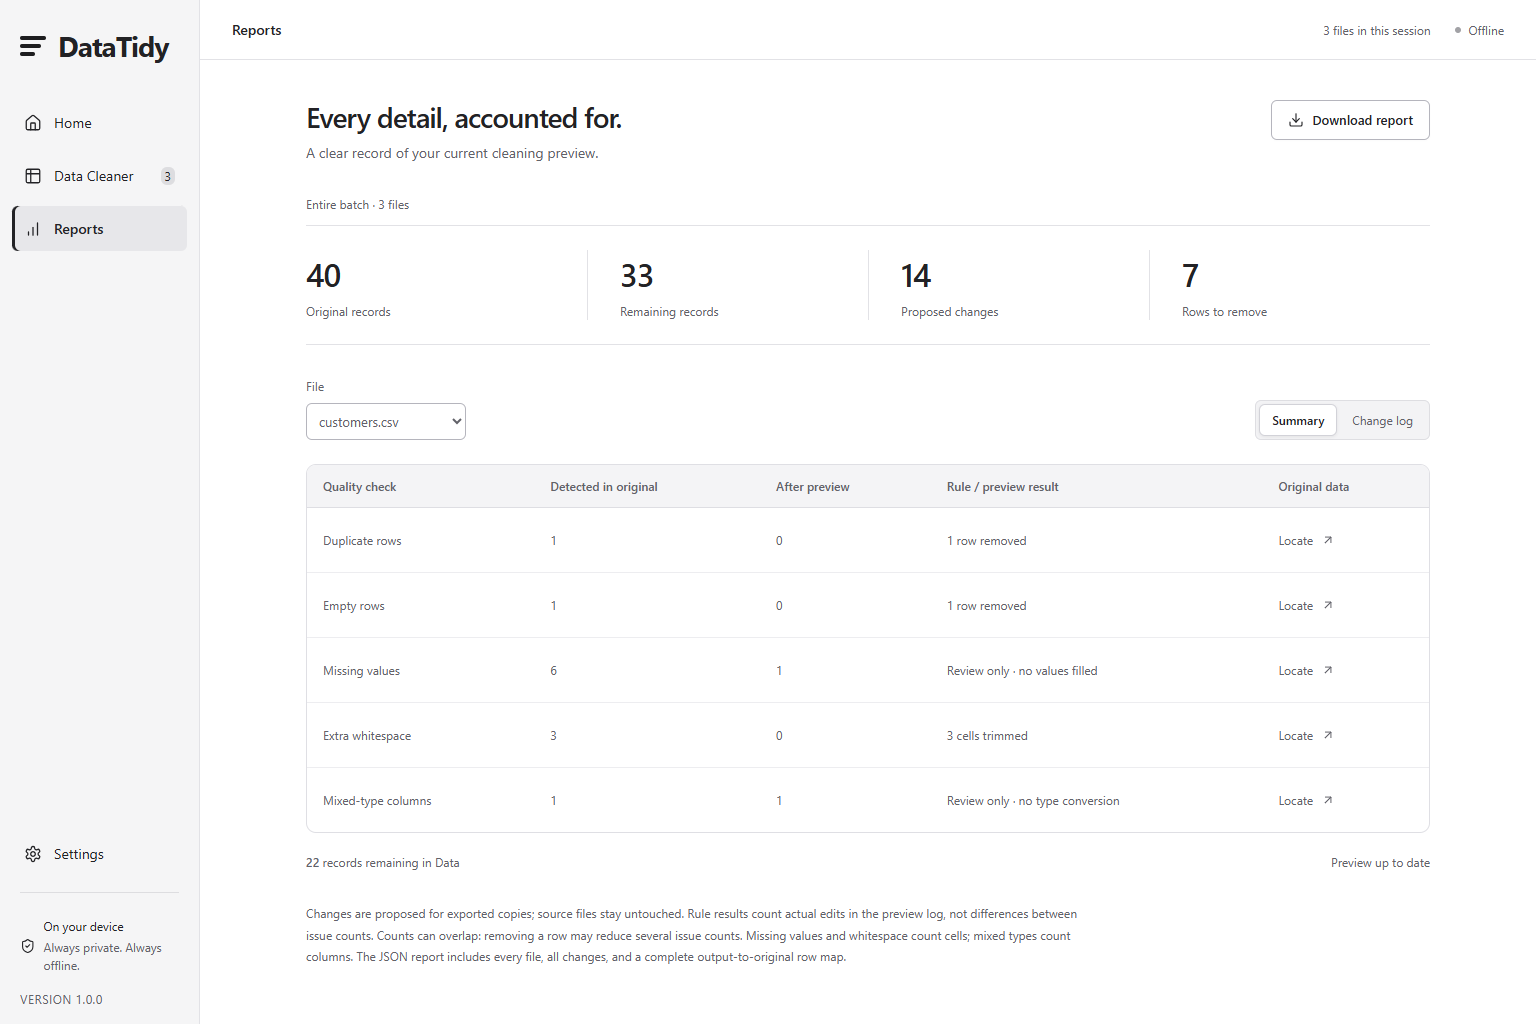 DataTidy
Home
Data Cleaner 3
Reports
Settings
On your device
Always private. Always
offline.
VERSION 1.0.0
Reports
3 files in this session
Offline
Every detail, accounted for.
A clear record of your current cleaning preview.
Download report
Entire batch · 3 files
40
Original records
33
Remaining records
14
Proposed changes
7
Rows to remove
File
customers.csv
Summary
Change log
Quality check Detected in original After preview Rule / preview result Original data
Duplicate rows 1 0 1 row removed Locate
Empty rows 1 0 1 row removed Locate
Missing values 6 1 Review only · no values filled Locate
Extra whitespace 3 0 3 cells trimmed Locate
Mixed-type columns 1 1 Review only · no type conversion Locate
22 records remaining in Data
Preview up to date
Changes are proposed for exported copies; source files stay untouched. Rule results count actual edits in the preview log, not differences between
issue counts. Counts can overlap: removing a row may reduce several issue counts. Missing values and whitespace count cells; mixed types count
columns. The JSON report includes every file, all changes, and a complete output-to-original row map.